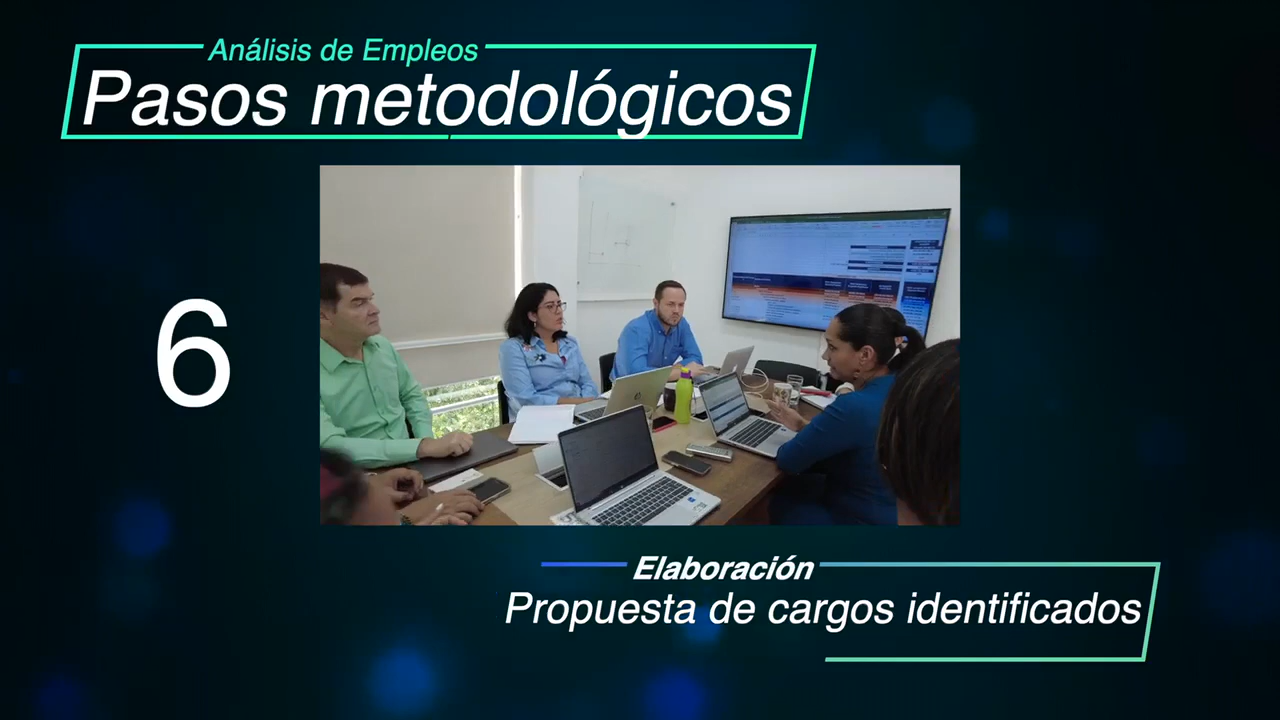 Análisis de Empleos
Pasos metodológicos
6
Elaboración
Propuesta de cargos identificados